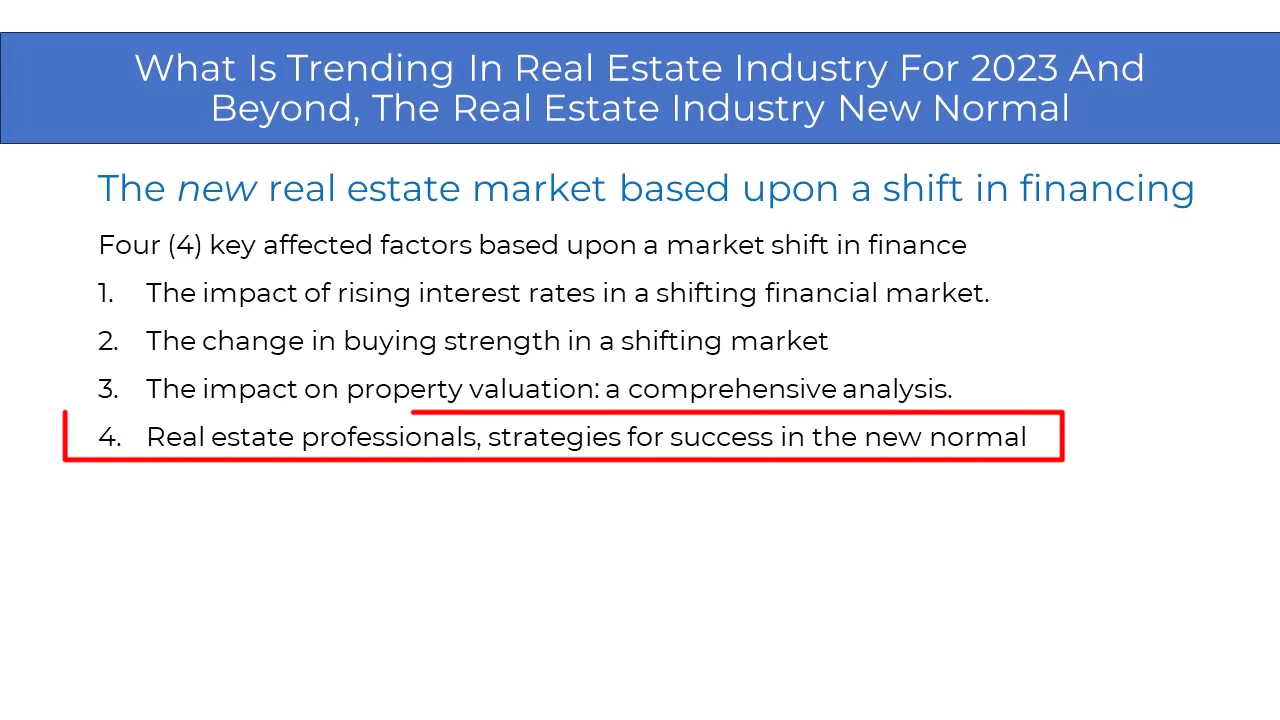 What Is Trending In Real Estate Industry For 2023 And
Beyond, The Real Estate Industry New Normal
The new real estate market based upon a shift in financing
Four (4) key affected factors based upon a market shift in finance
1. The impact of rising interest rates in a shifting financial market.
2. The change in buying strength in a shifting market
3. The impact on property valuation: a comprehensive analysis.
4. Real estate professionals, strategies for success in the new normal